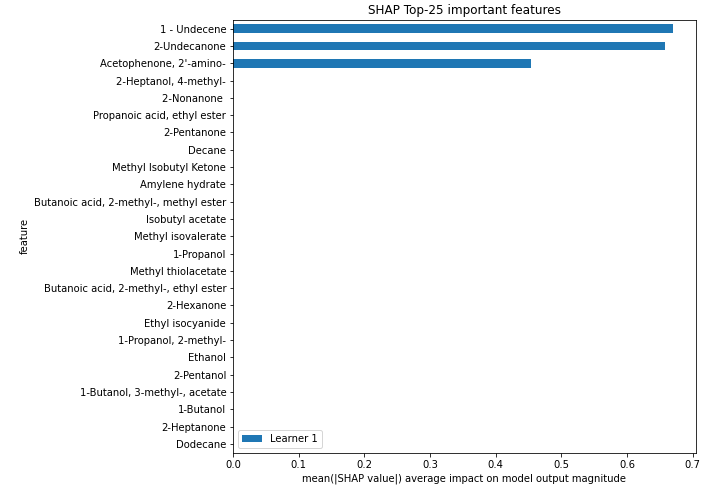 SHAP Top-25 important features
1 - Undecene
2-Undecanone
Acetophenone, 2'-amino-
2-Heptanol, 4-methyl-
2-Nonanone
Propanoic acid, ethyl ester
2-Pentanone
Decane
Methyl Isobutyl Ketone
Amylene hydrate
Butanoic acid, 2-methyl-, methyl ester
Isobutyl acetate
Methyl isovalerate
1-Propanol
Methyl thiolacetate
Butanoic acid, 2-methyl-, ethyl ester
2-Hexanone
Ethyl isocyanide
1-Propanol, 2-methyl-
Ethanol
2-Pentanol
1-Butanol, 3-methyl-, acetate
1-Butanol
2-Heptanone
Dodecane
feature
Learner 1
0.0 0.1 0.2 0.3 0.4 0.5 0.6 0.7
mean(|SHAP value|) average impact on model output magnitude